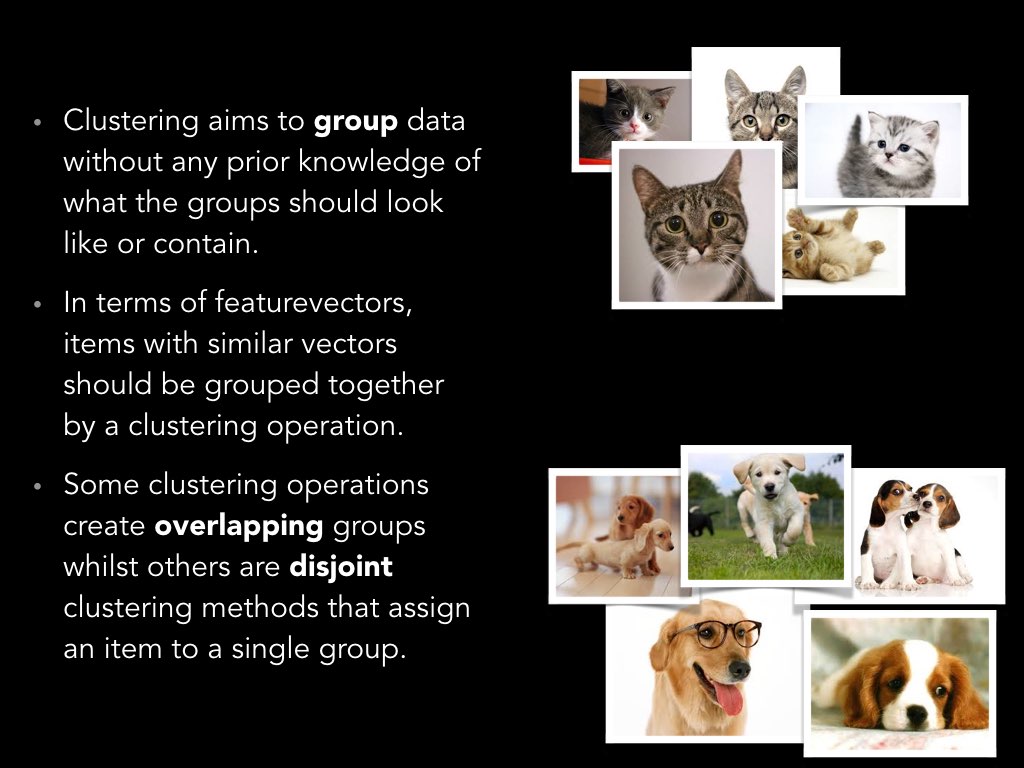 • Clustering aims to group data
without any prior knowledge of
what the groups should look
like or contain.
• In terms of featurevectors,
items with similar vectors
should be grouped together
by a clustering operation.
• Some clustering operations
create overlapping groups
whilst others are disjoint
clustering methods that assign
an item to a single group.